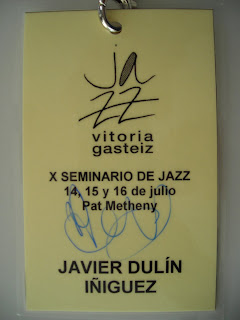 jazz
vitoria
gasteiz
X SEMINARIO DE JAZZ
14, 15 y 16 de julio
Pat Metheny
JAVIER DULÍN
IÑIGUEZ